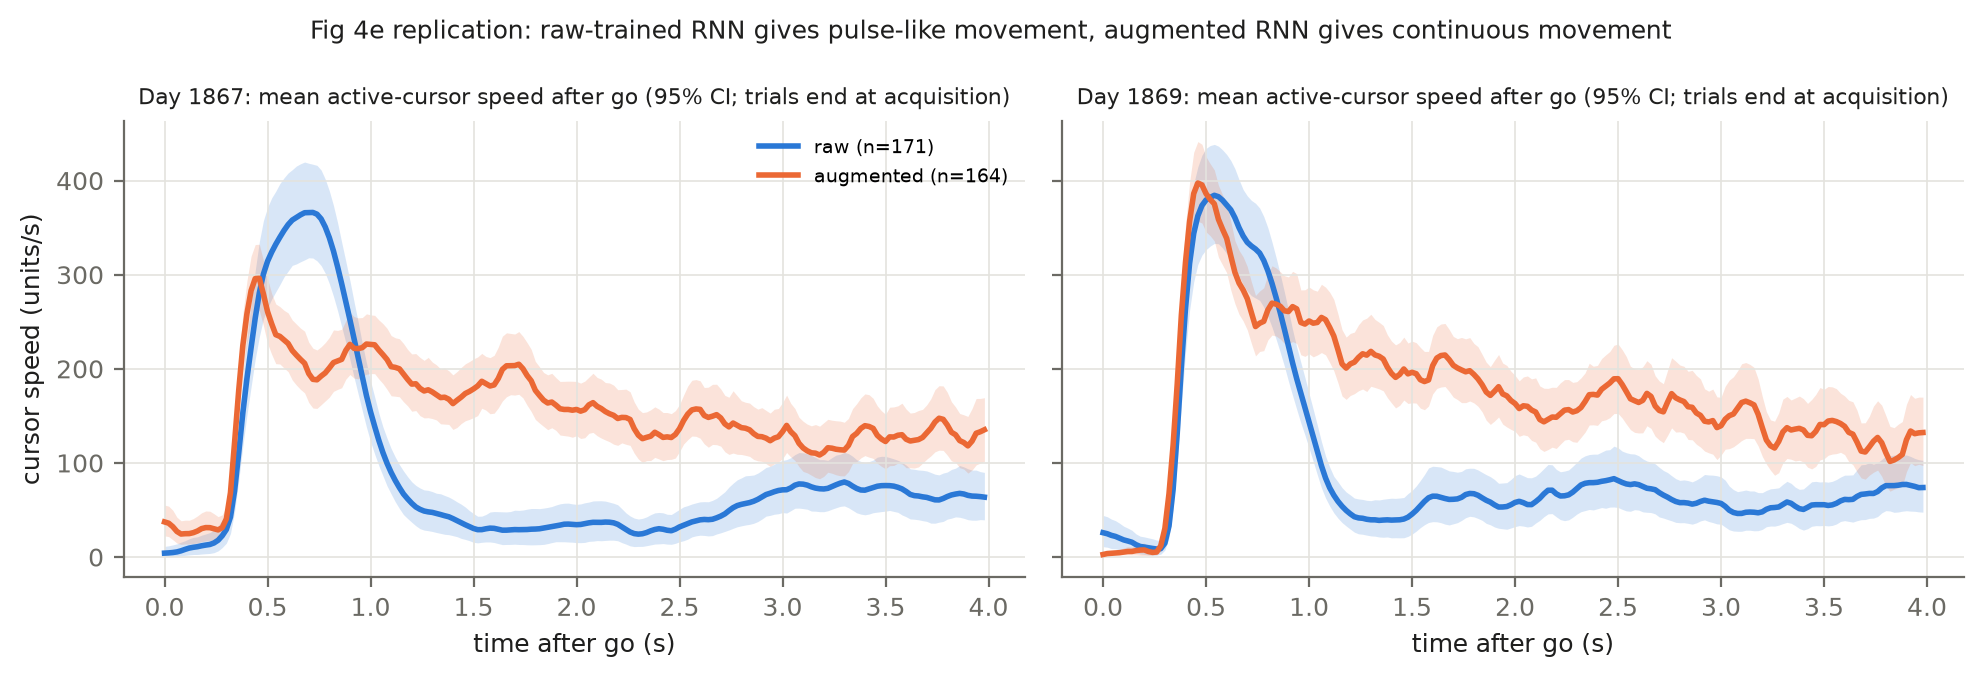 Fig 4e replication: raw-trained RNN gives pulse-like movement, augmented RNN gives continuous movement
Day 1867: mean active-cursor speed after go (95% CI; trials end at acquisition)
Day 1869: mean active-cursor speed after go (95% CI; trials end at acquisition)
raw (n=171)
augmented (n=164)
cursor speed (units/s)
400
300
200
100
0
0.0 0.5 1.0 1.5 2.0 2.5 3.0 3.5 4.0
0.0 0.5 1.0 1.5 2.0 2.5 3.0 3.5 4.0
time after go (s)
time after go (s)